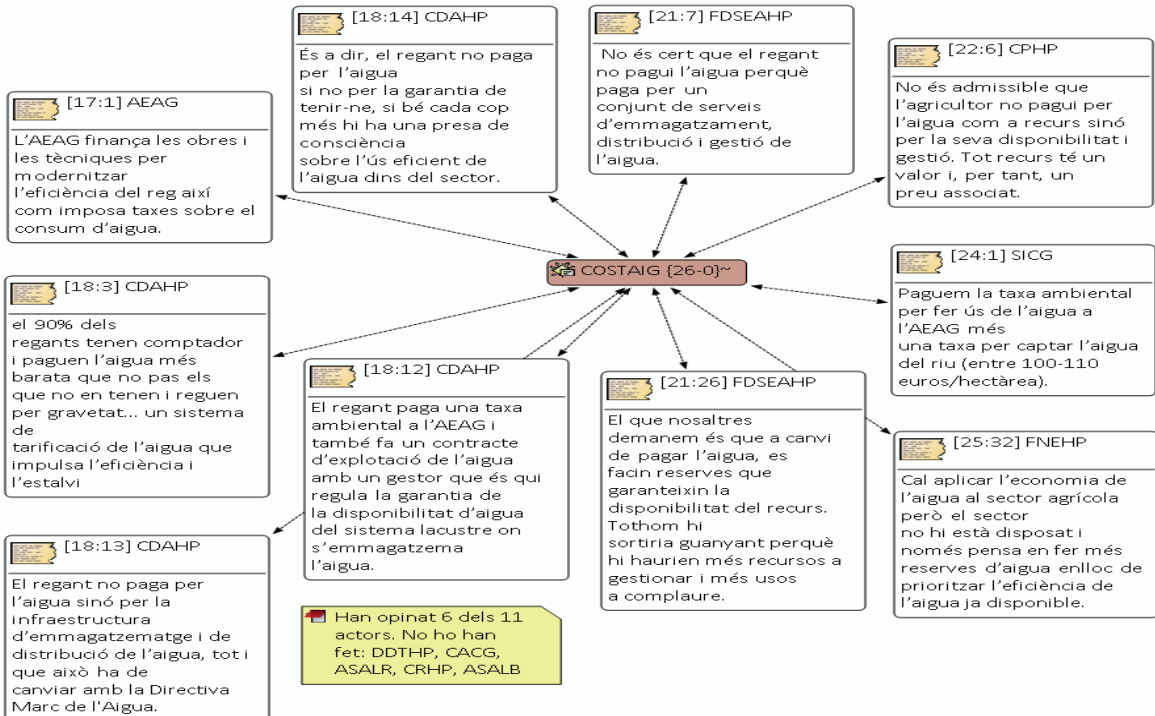 [18:14] CDAHP
És a dir, el regant no paga
per l'aigua
si no per la garantia de
tenir-ne, si bé cada cop
més hi ha una presa de
consciència
sobre l'ús eficient de
l'aigua dins del sector.
[21:7] FDSEAHP
No és cert que el regant
no pagui l'aigua perquè
paga per un
conjunt de serveis
d'emmagatzament,
distribució i gestió de
l'aigua.
[22:6] CPHP
No és admissible que
l'agricultor no pagui per
l'aigua com a recurs sinó
per la seva disponibilitat i
gestió. Tot recurs té un
valor i, per tant, un
preu associat.
[17:1] AEAG
L'AEAG finança les obres i
les tècniques per
modernitzar
l'eficiència del reg així
com imposa taxes sobre el
consum d'aigua.
COSTAIG {26-0}~
[24:1] SICG
Paguem la taxa ambiental
per fer ús de l'aigua a
l'AEAG més
una taxa per captar l'aigua
del riu (entre 100-110
euros/hectàrea).
[18:3] CDAHP
el 90% dels
regants tenen comptador
i paguen l'aigua més
barata que no pas els
que no en tenen i reguen
per gravetat... un sistema
de
tarificació de l'aigua que
impulsa l'eficiència i
l'estalvi
[18:12] CDAHP
El regant paga una taxa
ambiental a l'AEAG i
també fa un contracte
d'explotació de l'aigua
amb un gestor que és qui
regula la garantia de
la disponibilitat d'aigua
del sistema lacustre on
s'emmagatzema
l'aigua.
[21:26] FDSEAHP
El que nosaltres
demanem és que a canvi
de pagar l'aigua, es
facin reserves que
garanteixin la
disponibilitat del recurs.
Tothom hi
sortiria guanyant perquè
hi haurien més recursos a
gestionar i més usos
a complaure.
[25:32] FNEHP
Cal aplicar l'economia de
l'aigua al sector agrícola
però el sector
no hi està disposat i
només pensa en fer més
reserves d'aigua enlloc de
prioritzar l'eficiència de
l'aigua ja disponible.
[18:13] CDAHP
El regant no paga per
l'aigua sinó per la
infraestructura
d'emmagatzematge i de
distribució de l'aigua, tot i
que això ha de
canviar amb la Directiva
Marc de l'Aigua.
Han opinat 6 dels 11
actors. No ho han
fet: DDTHP, CACG,
ASALR, CRHP, ASALB